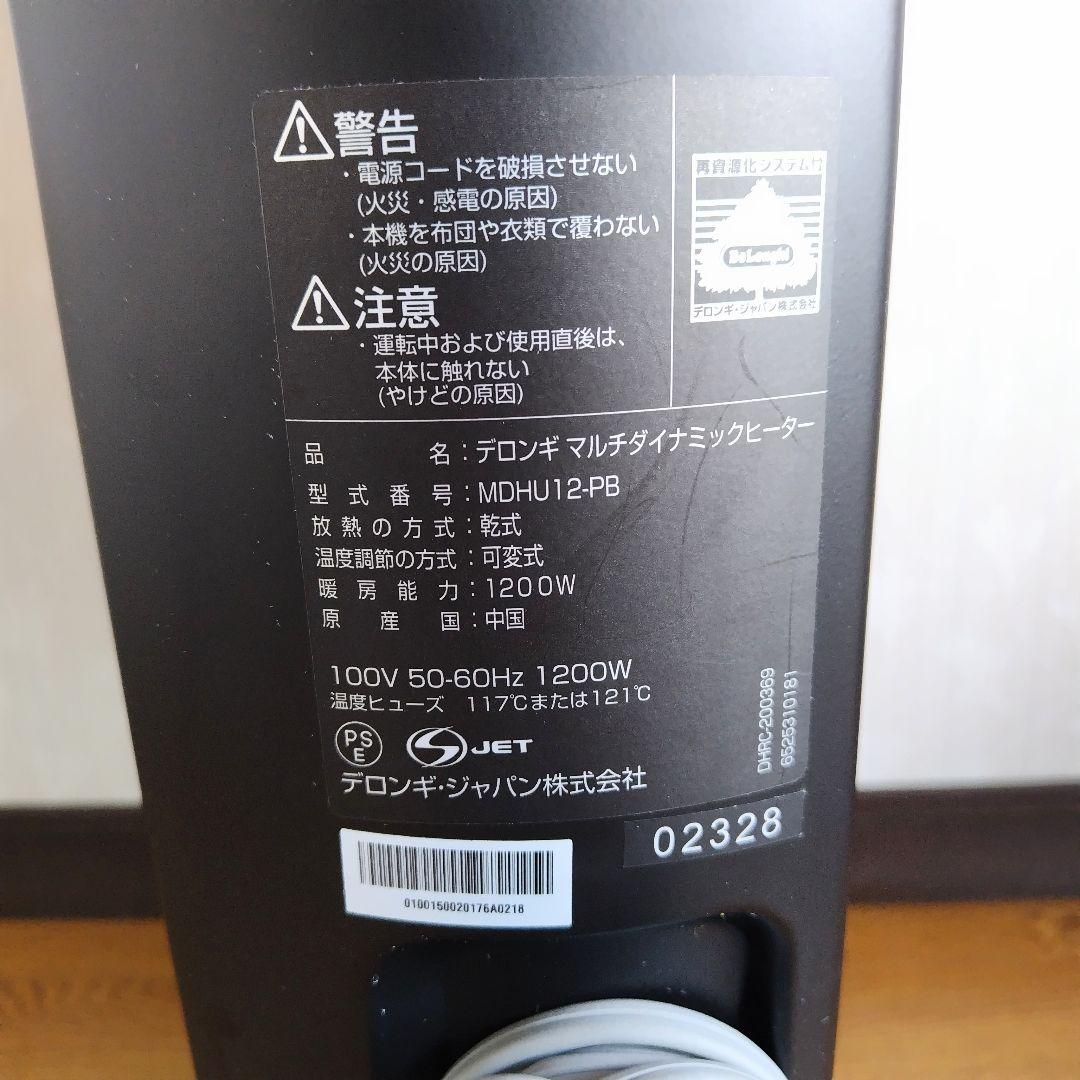 警告
・電源コードを破損させない
(火災・感電の原因)
・本機を布団や衣類で覆わない
(火災の原因)
注意
・運転中および使用直後は、
本体に触れない
(やけどの原因)
再資源化システム付
DeLonghi
デロンギ・ジャパン株式会社
品名：デロンギ マルチダイナミックヒーター
型式番号：MDHU12-PB
放熱の方式：乾式
温度調節の方式：可変式
暖房能力：1200W
原産国：中国
100V 50-60Hz 1200W
温度ヒューズ 117℃または121℃
PSE
S JET
デロンギ・ジャパン株式会社
DHRC-200369
6525310181
02328
0100150020176A0218